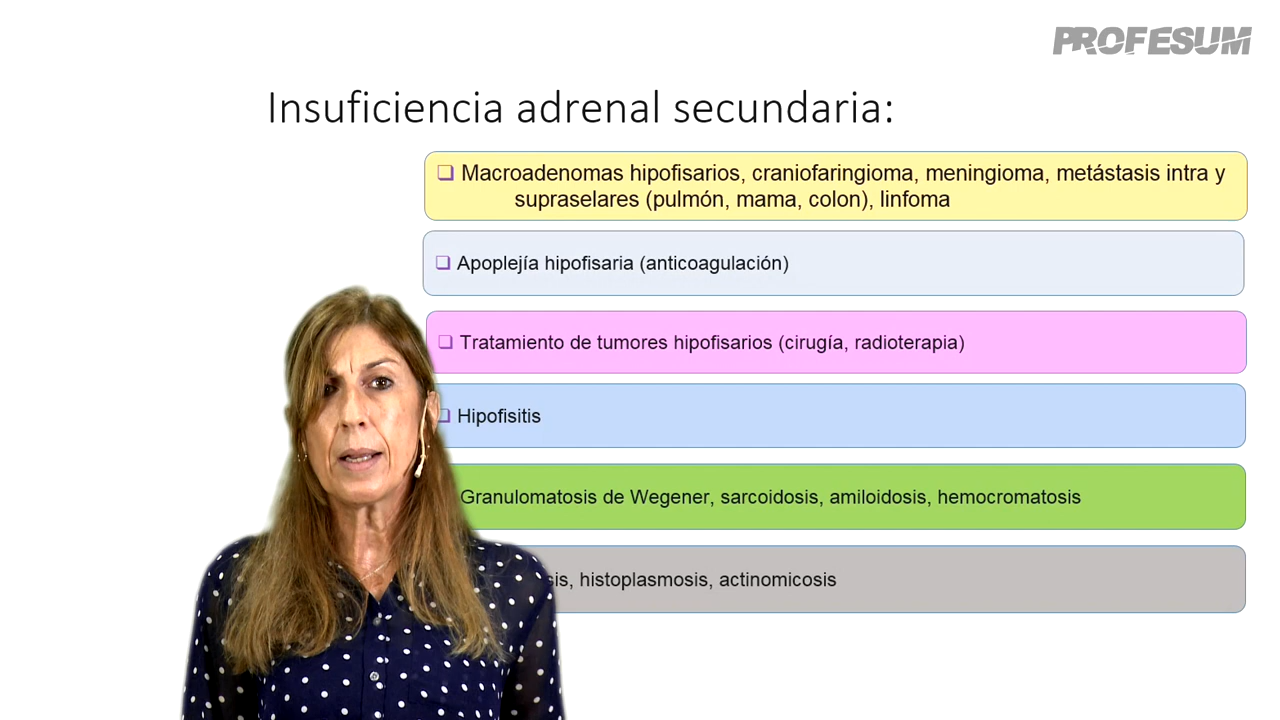 PROFESUM
Insuficiencia adrenal secundaria:
❑ Macroadenomas hipofisarios, craniofaringioma, meningioma, metástasis intra y
supraselares (pulmón, mama, colon), linfoma
❑ Apoplejía hipofisaria (anticoagulación)
❑ Tratamiento de tumores hipofisarios (cirugía, radioterapia)
❑ Hipofisitis
Granulomatosis de Wegener, sarcoidosis, amiloidosis, hemocromatosis
histoplasmosis, actinomicosis